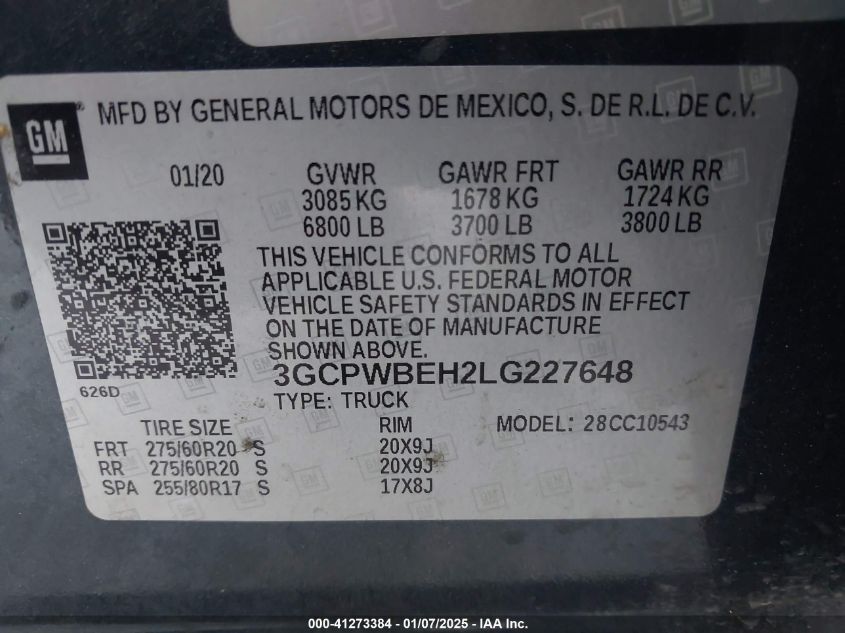 GM
MFD BY GENERAL MOTORS DE MEXICO, S. DE R.L. DE C.V.
01/20 GVWR GAWR FRT GAWR RR
3085 KG 1678 KG 1724 KG
6800 LB 3700 LB 3800 LB
THIS VEHICLE CONFORMS TO ALL
APPLICABLE U.S. FEDERAL MOTOR
VEHICLE SAFETY STANDARDS IN EFFECT
ON THE DATE OF MANUFACTURE
SHOWN ABOVE.
626D
3GCPWBEH2LG227648
TYPE: TRUCK
TIRE SIZE RIM MODEL: 28CC10543
FRT 275/60R20 S 20X9J
RR 275/60R20 S 20X9J
SPA 255/80R17 S 17X8J
000-41273384 - 01/07/2025 - IAA Inc.